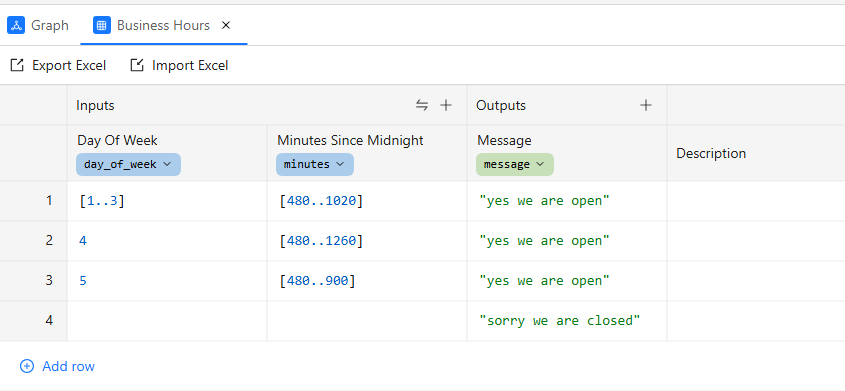 Graph Business Hours ×
Export Excel Import Excel
Inputs Outputs
Day Of Week Minutes Since Midnight Message Description
day_of_week minutes message
1 [1..3] [480..1020] "yes we are open"
2 4 [480..1260] "yes we are open"
3 5 [480..900] "yes we are open"
4 "sorry we are closed"
Add row